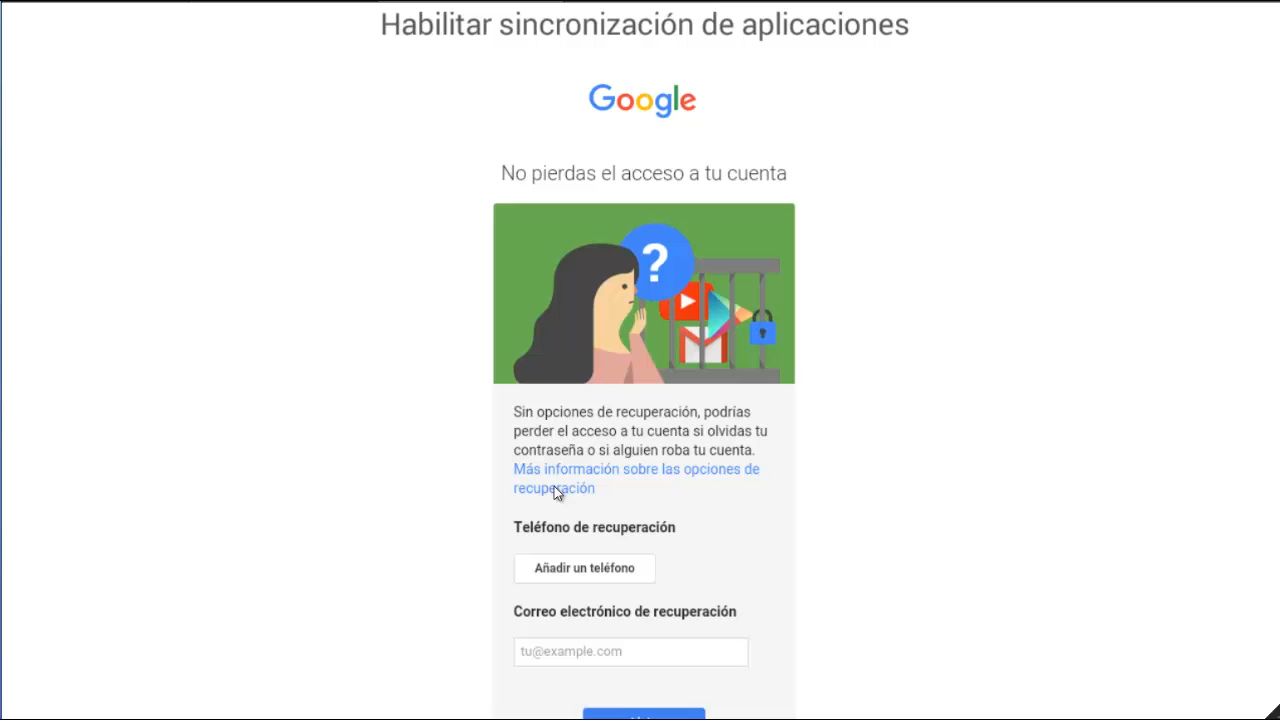 Habilitar sincronización de aplicaciones
Google
No pierdas el acceso a tu cuenta
?
Sin opciones de recuperación, podrías
perder el acceso a tu cuenta si olvidas tu
contraseña o si alguien roba tu cuenta.
Más información sobre las opciones de
recuperación
Teléfono de recuperación
Añadir un teléfono
Correo electrónico de recuperación
tu@example.com